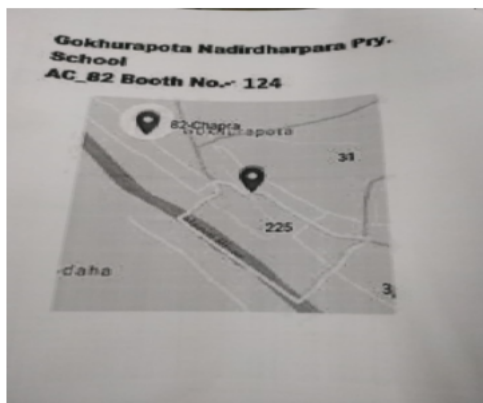 Gokhurapota Nadirdharpara Pry.
School
AC_82 Booth No.- 124
82-Chapra
31
225
-daha
3